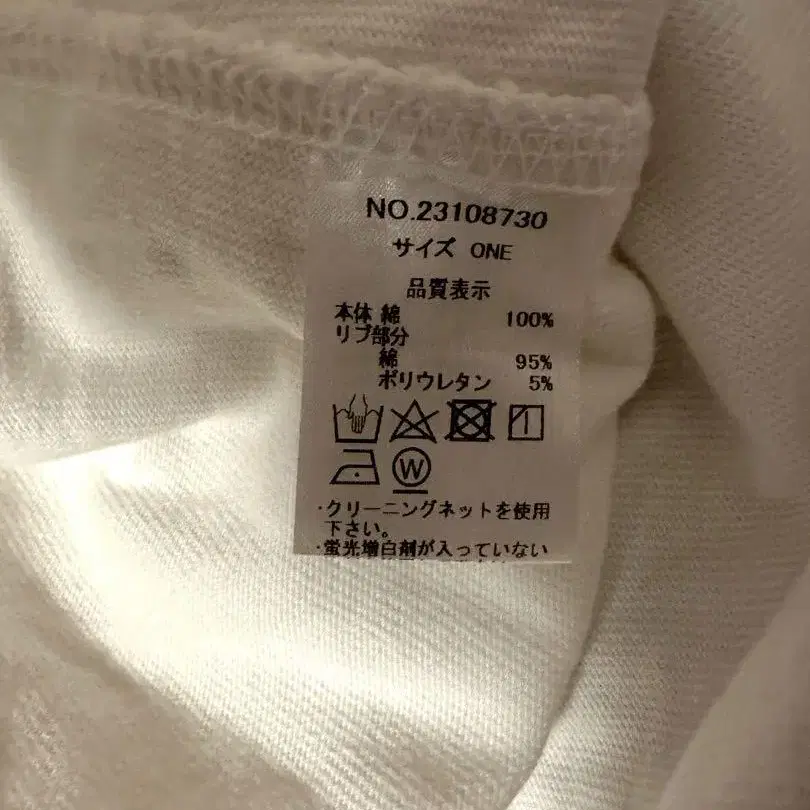 NO.23108730
サイズ ONE
品質表示
本体 綿 100%
リブ部分
綿 95%
ポリウレタン 5%
W
・クリーニングネットを使用
下さい。
・蛍光増白剤が入っていない